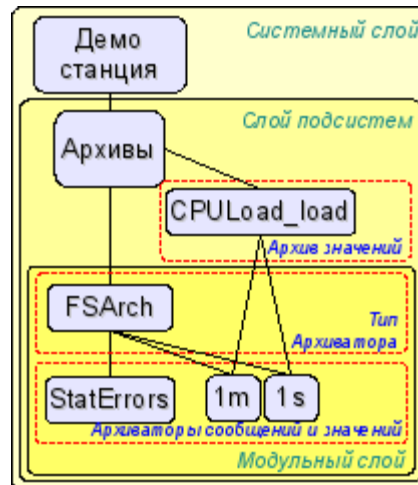 Системный слой
Демо
станция
Слой подсистем
Архивы
CPULoad_load
Архив значений
FSArch
Тип
Архиватора
StatErrors
1m
1s
Архиваторы сообщений и значений
Модульный слой